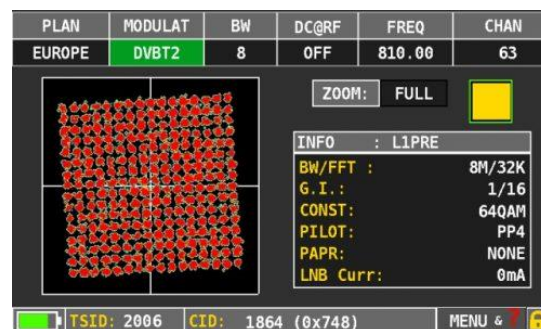 PLAN MODULAT BW DC@RF FREQ CHAN
EUROPE DVBT2 8 OFF 810.00 63
ZOOM: FULL
INFO : L1PRE
BW/FFT : 8M/32K
G.I.: 1/16
CONST: 64QAM
PILOT: PP4
PAPR: NONE
LNB Curr: 0mA
TSID: 2006 CID: 1864 (0x748) MENU & ?